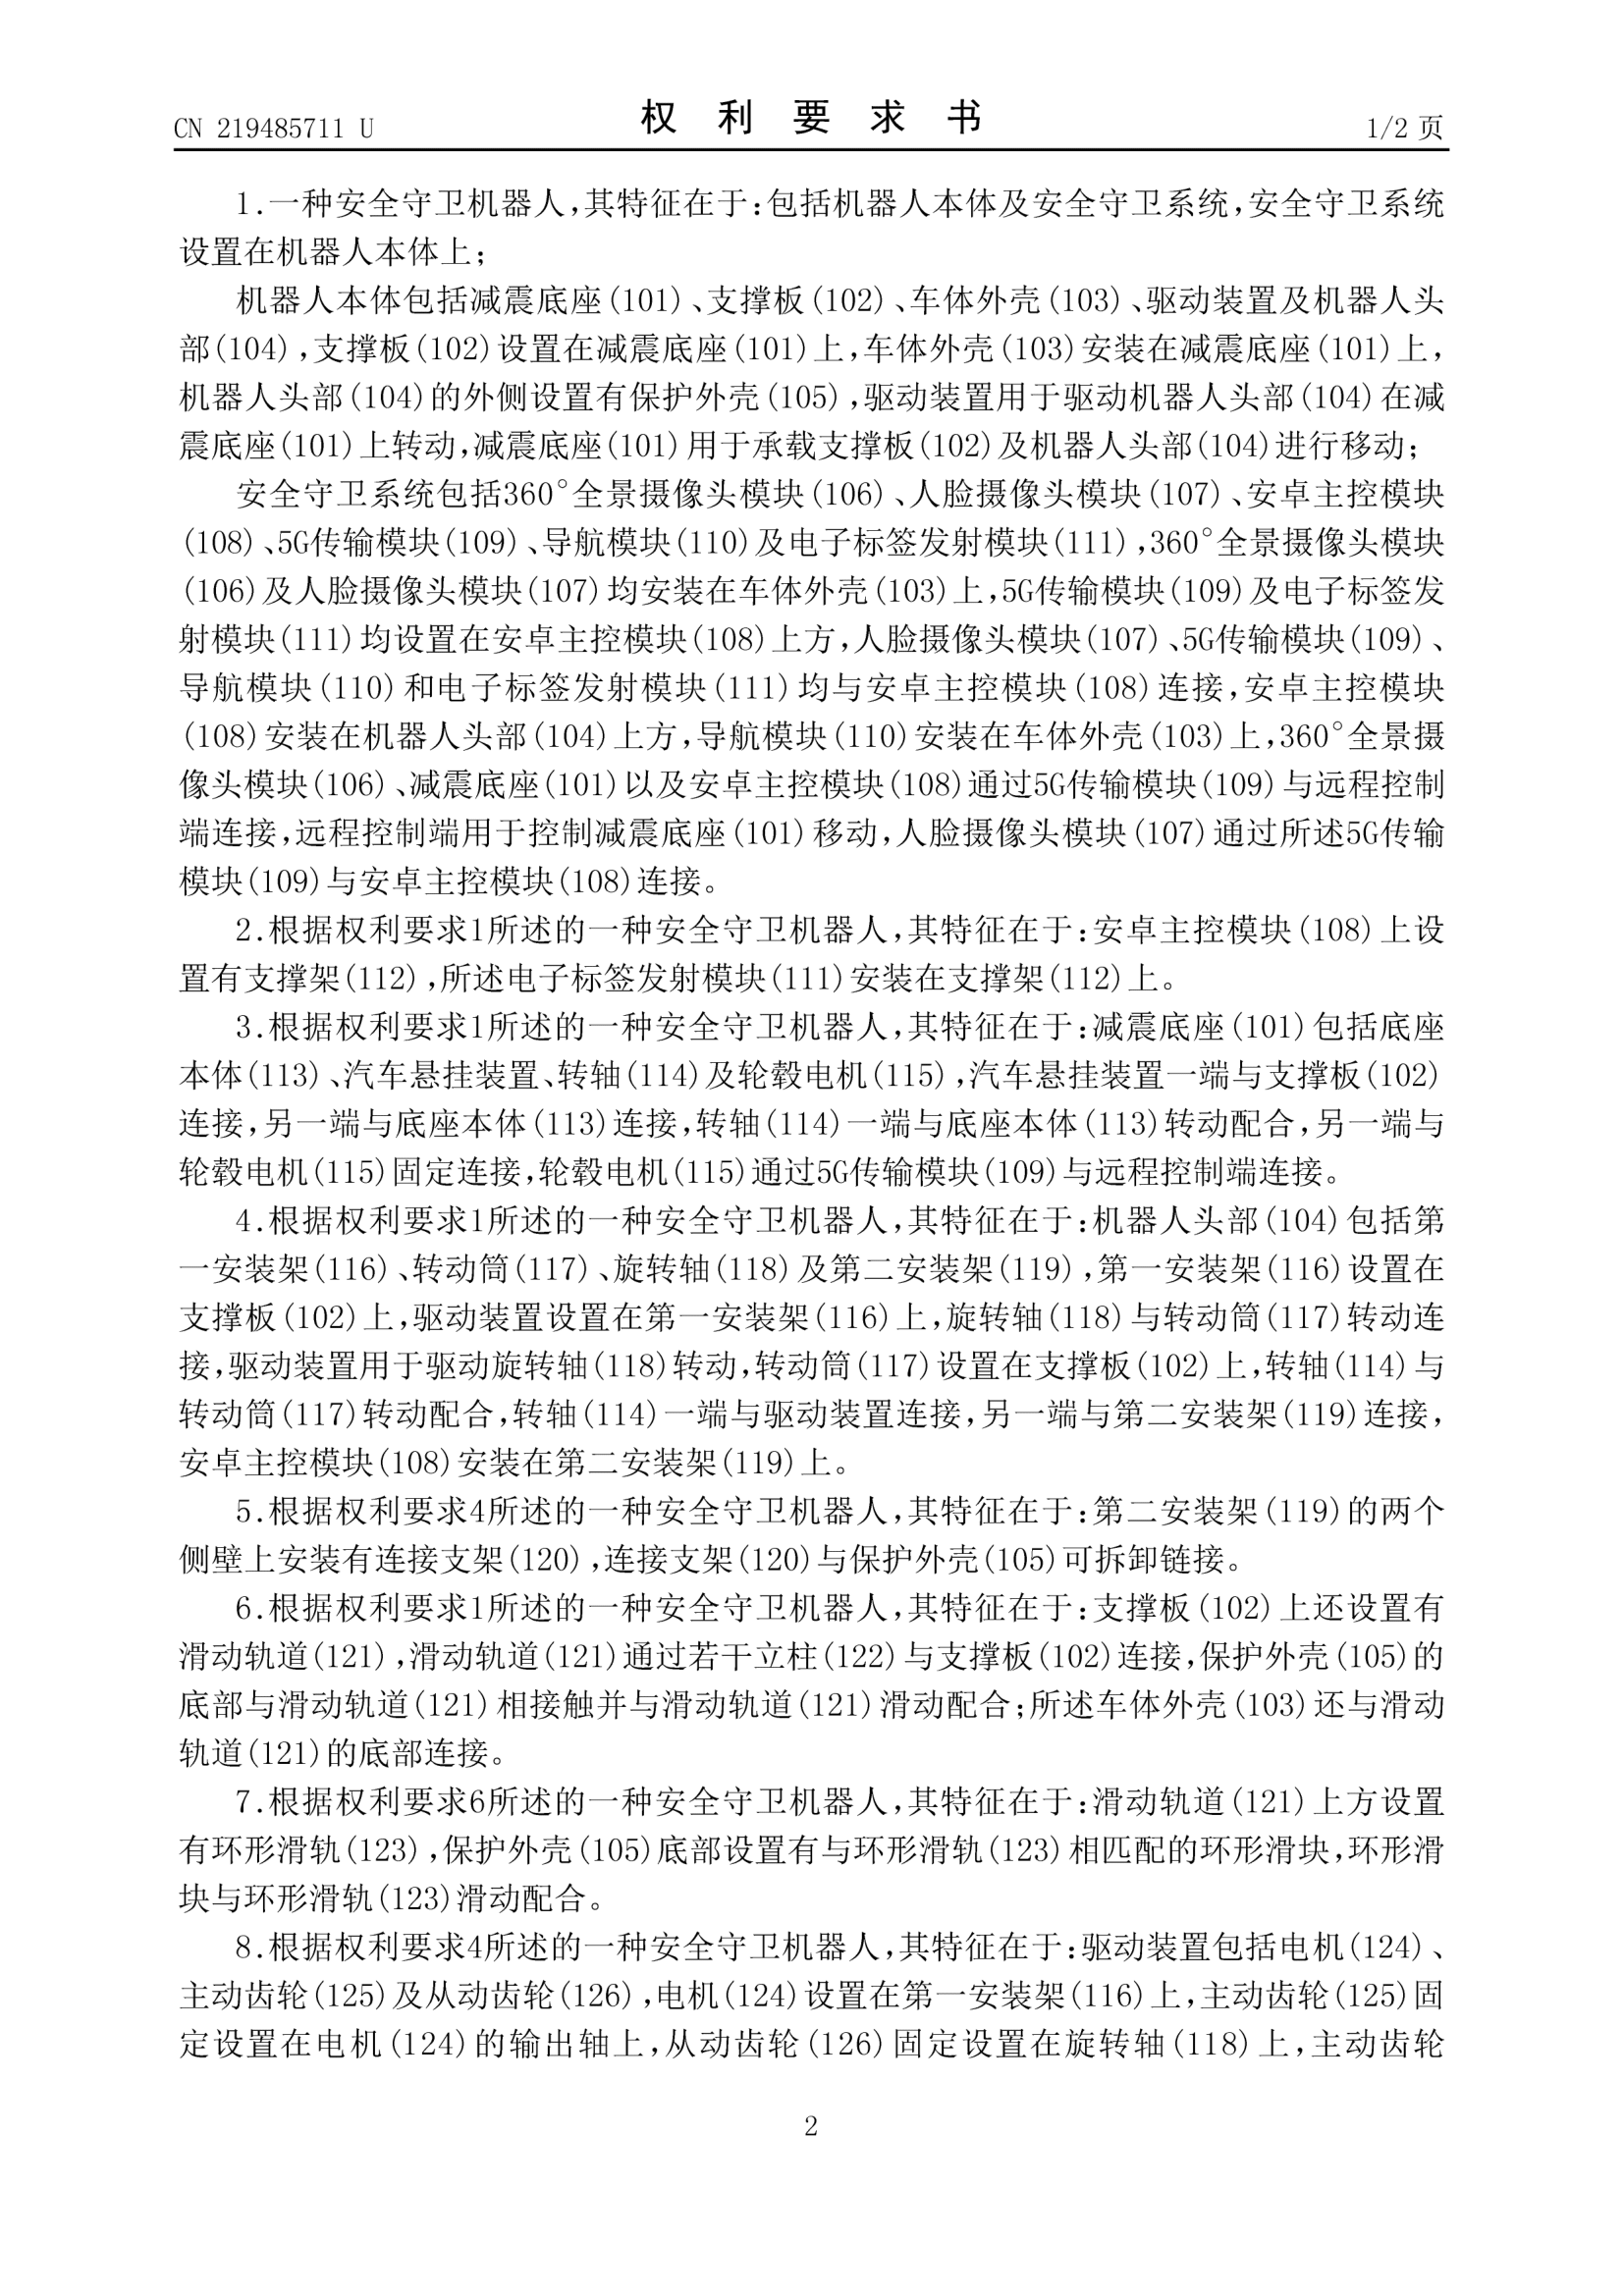 CN 219485711 U
权利要求书
1/2 页
1.一种安全守卫机器人,其特征在于:包括机器人本体及安全守卫系统,安全守卫系统
设置在机器人本体上;
机器人本体包括减震底座(101)、支撑板(102)、车体外壳(103)、驱动装置及机器人头
部(104),支撑板(102)设置在减震底座(101)上,车体外壳(103)安装在减震底座(101)上,
机器人头部(104)的外侧设置有保护外壳(105),驱动装置用于驱动机器人头部(104)在减
震底座(101)上转动,减震底座(101)用于承载支撑板(102)及机器人头部(104)进行移动;
安全守卫系统包括360°全景摄像头模块(106)、人脸摄像头模块(107)、安卓主控模块
(108)、5G传输模块(109)、导航模块(110)及电子标签发射模块(111),360°全景摄像头模块
(106)及人脸摄像头模块(107)均安装在车体外壳(103)上,5G传输模块(109)及电子标签发
射模块(111)均设置在安卓主控模块(108)上方,人脸摄像头模块(107)、5G传输模块(109)、
导航模块(110)和电子标签发射模块(111)均与安卓主控模块(108)连接,安卓主控模块
(108)安装在机器人头部(104)上方,导航模块(110)安装在车体外壳(103)上,360°全景摄
像头模块(106)、减震底座(101)以及安卓主控模块(108)通过5G传输模块(109)与远程控制
端连接,远程控制端用于控制减震底座(101)移动,人脸摄像头模块(107)通过所述5G传输
模块(109)与安卓主控模块(108)连接。
2.根据权利要求1所述的一种安全守卫机器人,其特征在于:安卓主控模块(108)上设
置有支撑架(112),所述电子标签发射模块(111)安装在支撑架(112)上。
3.根据权利要求1所述的一种安全守卫机器人,其特征在于:减震底座(101)包括底座
本体(113)、汽车悬挂装置、转轴(114)及轮毂电机(115),汽车悬挂装置一端与支撑板(102)
连接,另一端与底座本体(113)连接,转轴(114)一端与底座本体(113)转动配合,另一端与
轮毂电机(115)固定连接,轮毂电机(115)通过5G传输模块(109)与远程控制端连接。
4.根据权利要求1所述的一种安全守卫机器人,其特征在于:机器人头部(104)包括第
一安装架(116)、转动筒(117)、旋转轴(118)及第二安装架(119),第一安装架(116)设置在
支撑板(102)上,驱动装置设置在第一安装架(116)上,旋转轴(118)与转动筒(117)转动连
接,驱动装置用于驱动旋转轴(118)转动,转动筒(117)设置在支撑板(102)上,转轴(114)与
转动筒(117)转动配合,转轴(114)一端与驱动装置连接,另一端与第二安装架(119)连接,
安卓主控模块(108)安装在第二安装架(119)上。
5.根据权利要求4所述的一种安全守卫机器人,其特征在于:第二安装架(119)的两个
侧壁上安装有连接支架(120),连接支架(120)与保护外壳(105)可拆卸链接。
6.根据权利要求1所述的一种安全守卫机器人,其特征在于:支撑板(102)上还设置有
滑动轨道(121),滑动轨道(121)通过若干立柱(122)与支撑板(102)连接,保护外壳(105)的
底部与滑动轨道(121)相接触并与滑动轨道(121)滑动配合;所述车体外壳(103)还与滑动
轨道(121)的底部连接。
7.根据权利要求6所述的一种安全守卫机器人,其特征在于:滑动轨道(121)上方设置
有环形滑轨(123),保护外壳(105)底部设置有与环形滑轨(123)相匹配的环形滑块,环形滑
块与环形滑轨(123)滑动配合。
8.根据权利要求4所述的一种安全守卫机器人,其特征在于:驱动装置包括电机(124)、
主动齿轮(125)及从动齿轮(126),电机(124)设置在第一安装架(116)上,主动齿轮(125)固
定设置在电机(124)的输出轴上,从动齿轮(126)固定设置在旋转轴(118)上,主动齿轮
2